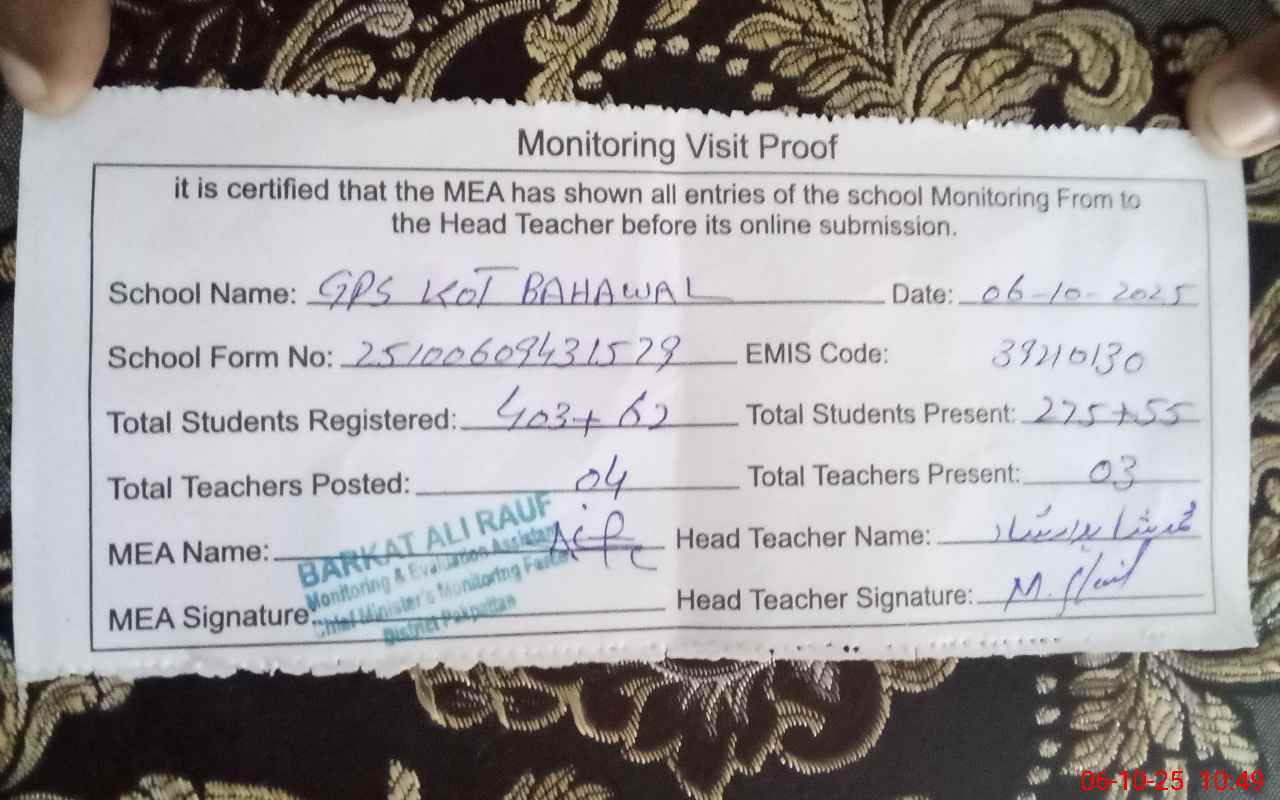 Monitoring Visit Proof
it is certified that the MEA has shown all entries of the school Monitoring From to
the Head Teacher before its online submission.
School Name: GPS KOT BAHAWAL Date: 06-10-2025
School Form No: 25100609431579 EMIS Code: 39210130
Total Students Registered: 403+62 Total Students Present: 275+55
Total Teachers Posted: 04 Total Teachers Present: 03
MEA Name: Head Teacher Name: محمد
MEA Signature: Head Teacher Signature: M.
BARKAT ALI RAUF
Monitoring & Evaluation Assistant
Chief Minister's Monitoring Force
District Pakpattan
06-10-25 10:49